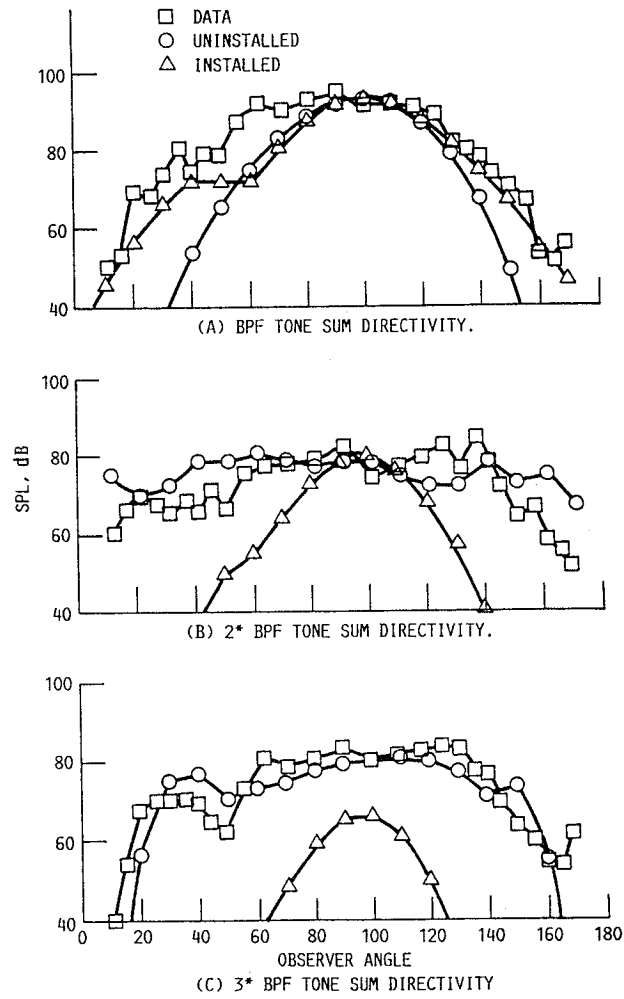 DATA
UNINSTALLED
INSTALLED
100
80
60
40
(A) BPF TONE SUM DIRECTIVITY.
100
80
60
40
SPL, dB
(B) 2* BPF TONE SUM DIRECTIVITY.
100
80
60
40
0 20 40 60 80 100 120 140 160 180
OBSERVER ANGLE
(C) 3* BPF TONE SUM DIRECTIVITY